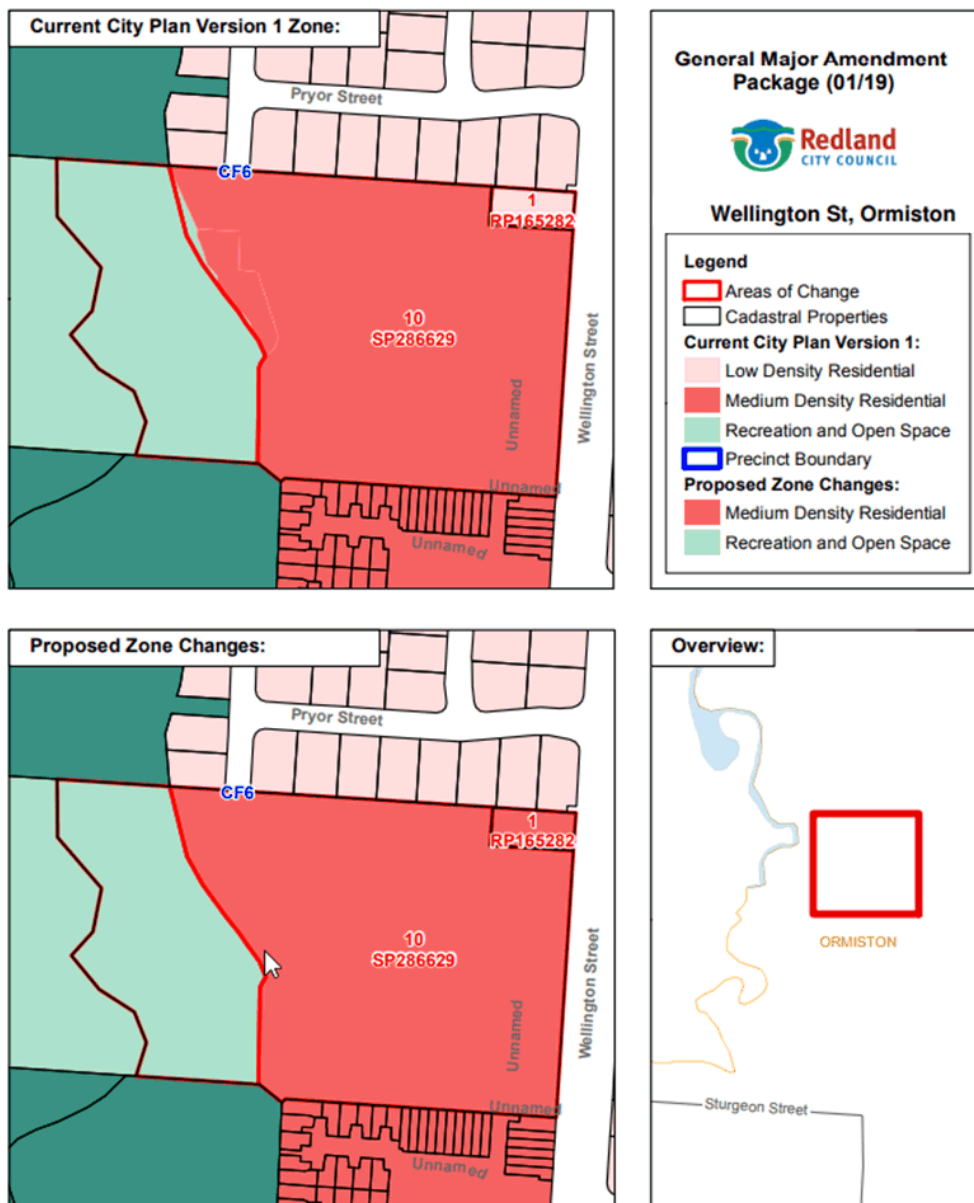 Current City Plan Version 1 Zone:
Pryor Street
CF6
1
RP165282
10
SP286629
Wellington Street
Unnamed
Unnamed
Unnamed
General Major Amendment
Package (01/19)
Redland
CITY COUNCIL
Wellington St, Ormiston
Legend
Areas of Change
Cadastral Properties
Current City Plan Version 1:
Low Density Residential
Medium Density Residential
Recreation and Open Space
Precinct Boundary
Proposed Zone Changes:
Medium Density Residential
Recreation and Open Space
Proposed Zone Changes:
Pryor Street
CF6
1
RP165282
10
SP286629
Wellington Street
Unnamed
Unnamed
Unnamed
Overview:
ORMISTON
Sturgeon Street